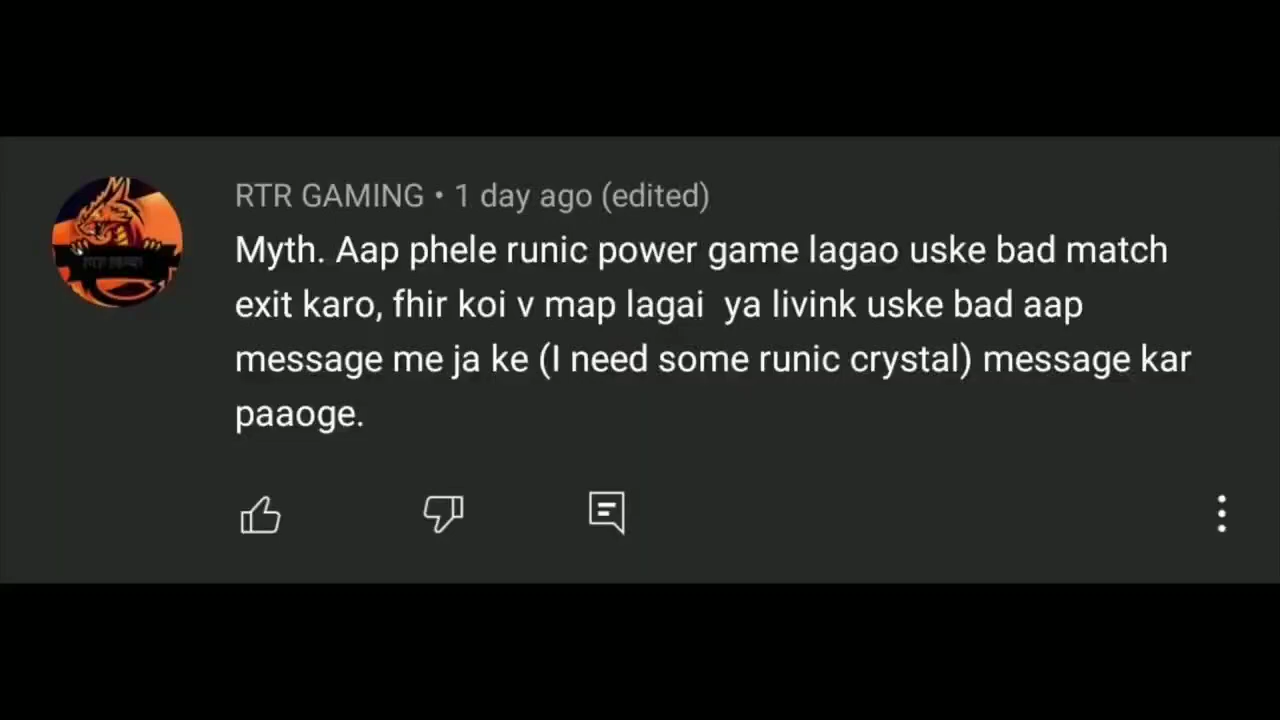 RTR GAMING • 1 day ago (edited)
Myth. Aap phele runic power game lagao uske bad match
exit karo, fhir koi v map lagai  ya livink uske bad aap
message me ja ke (I need some runic crystal) message kar
paaoge.